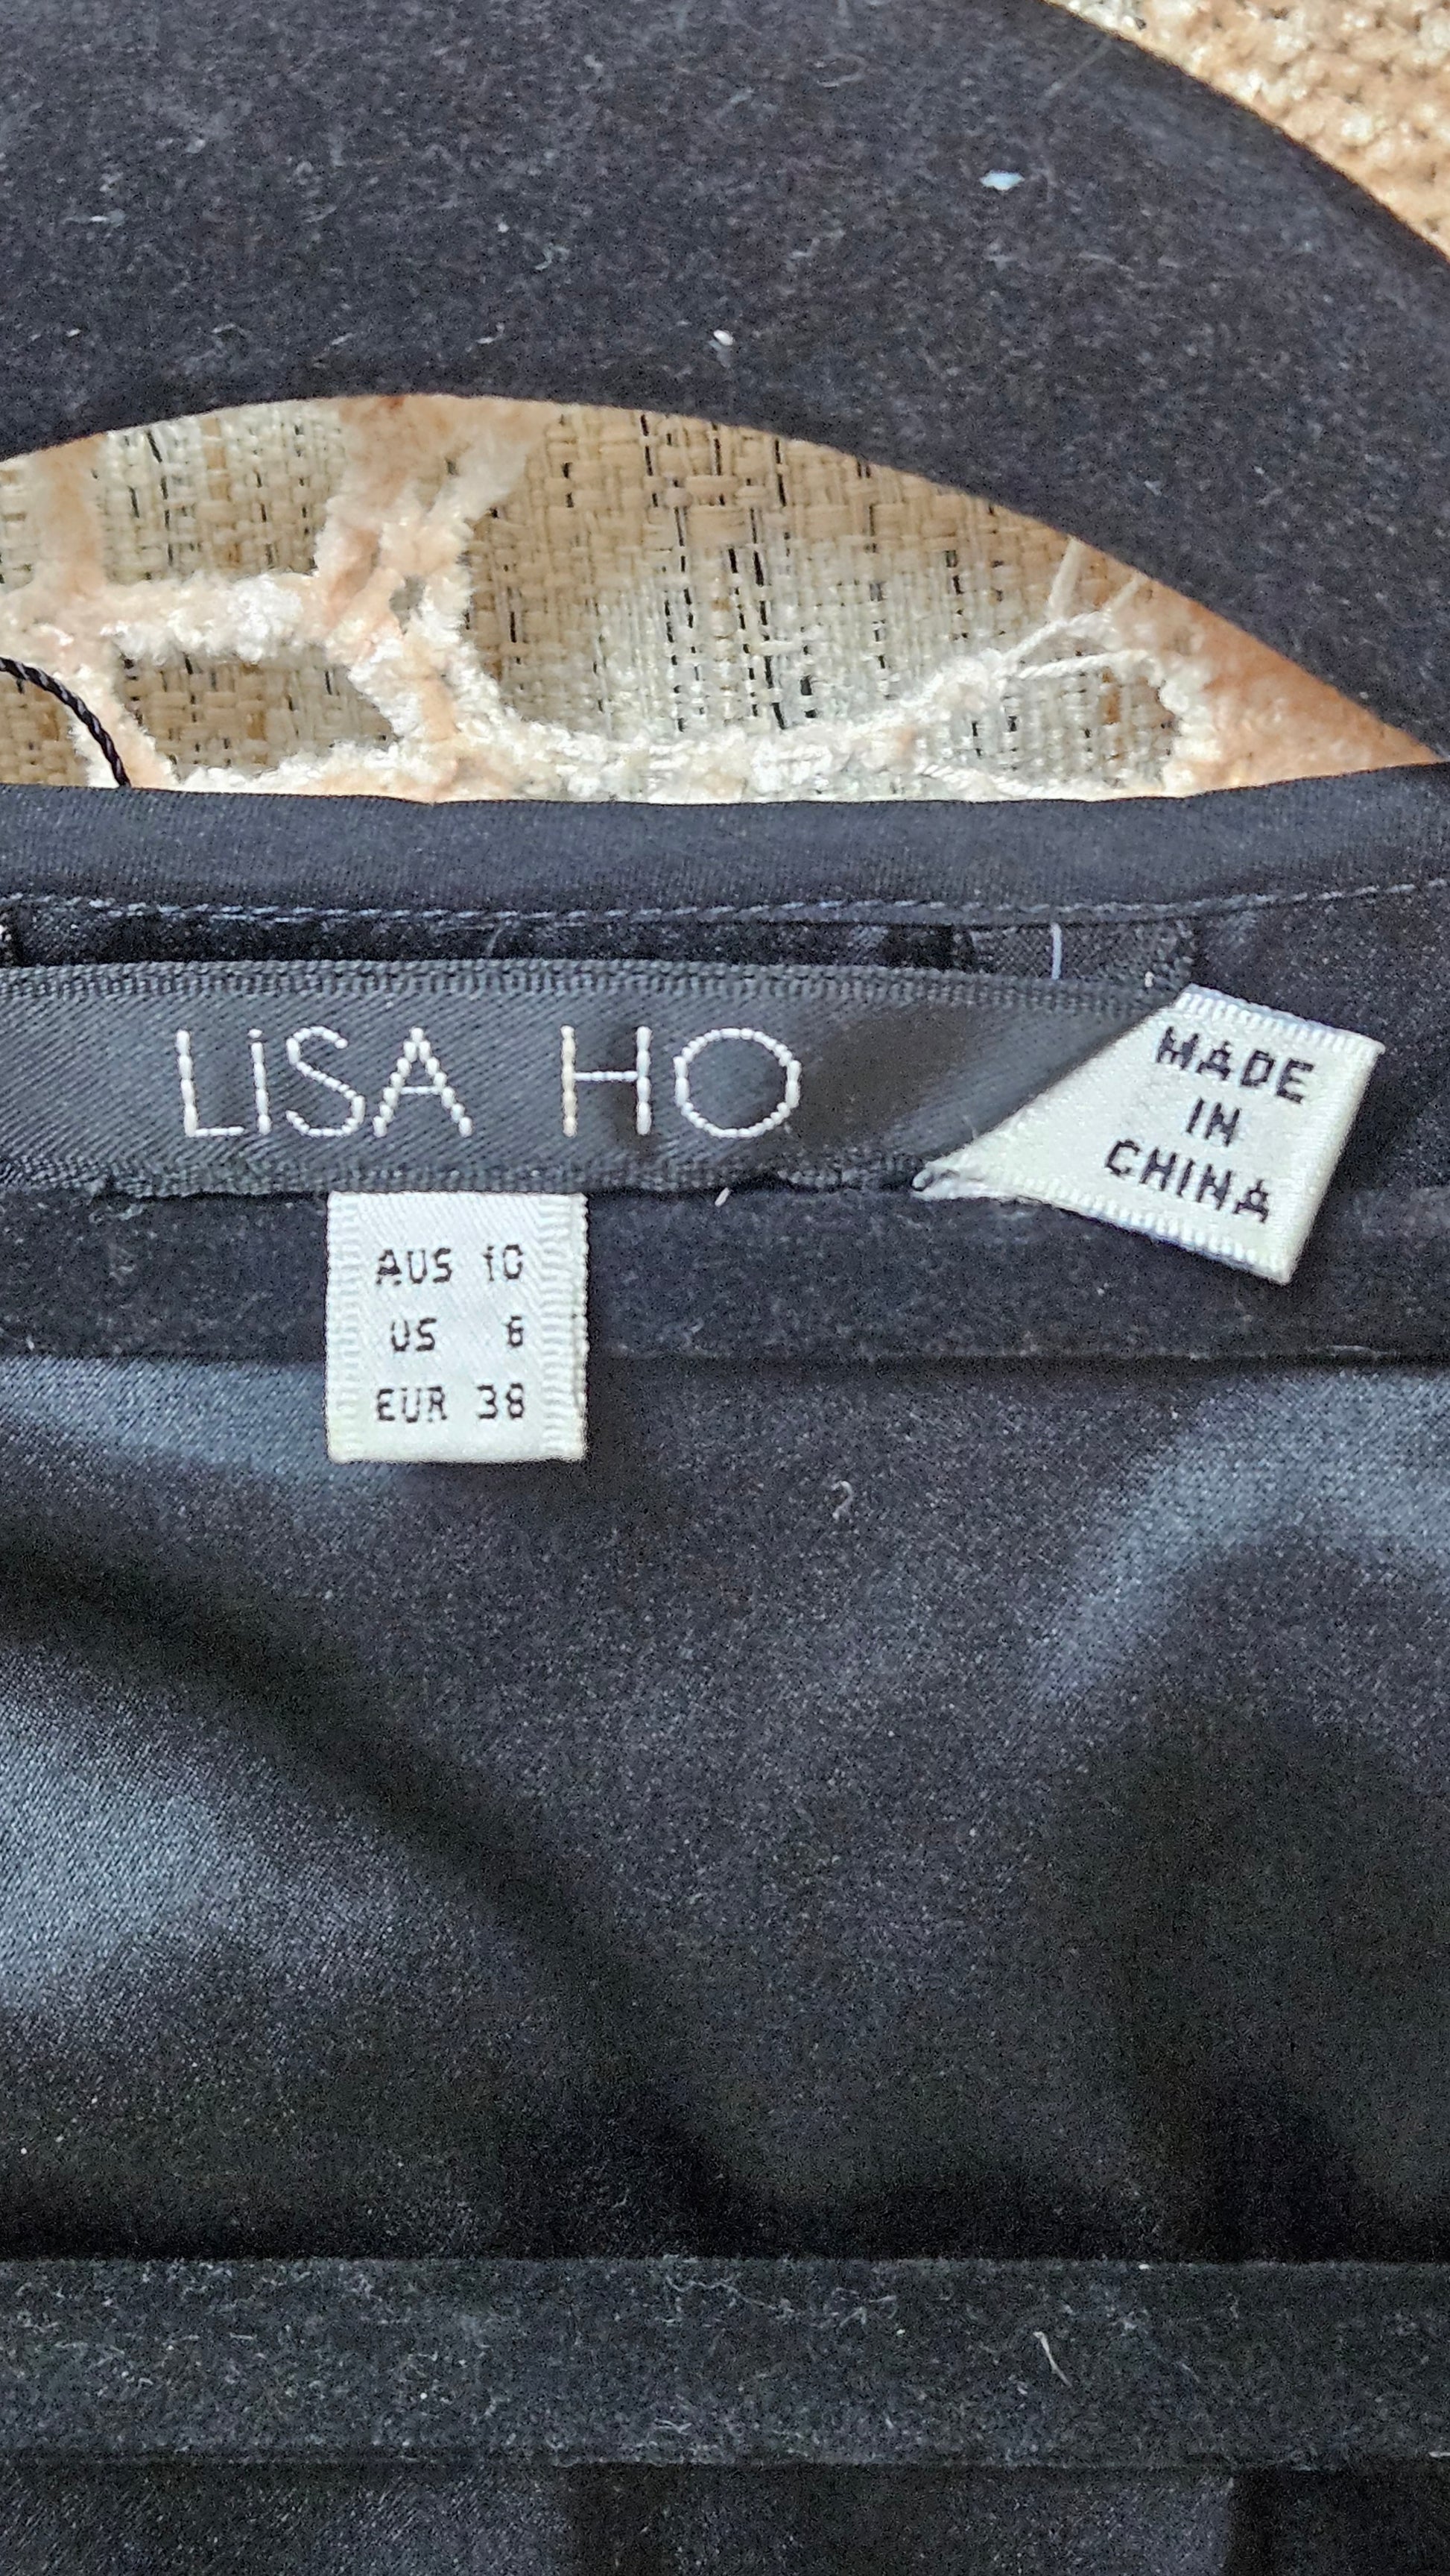 LiSA HO
MADE
IN
CHINA
AUS 10
US 6
EUR 38